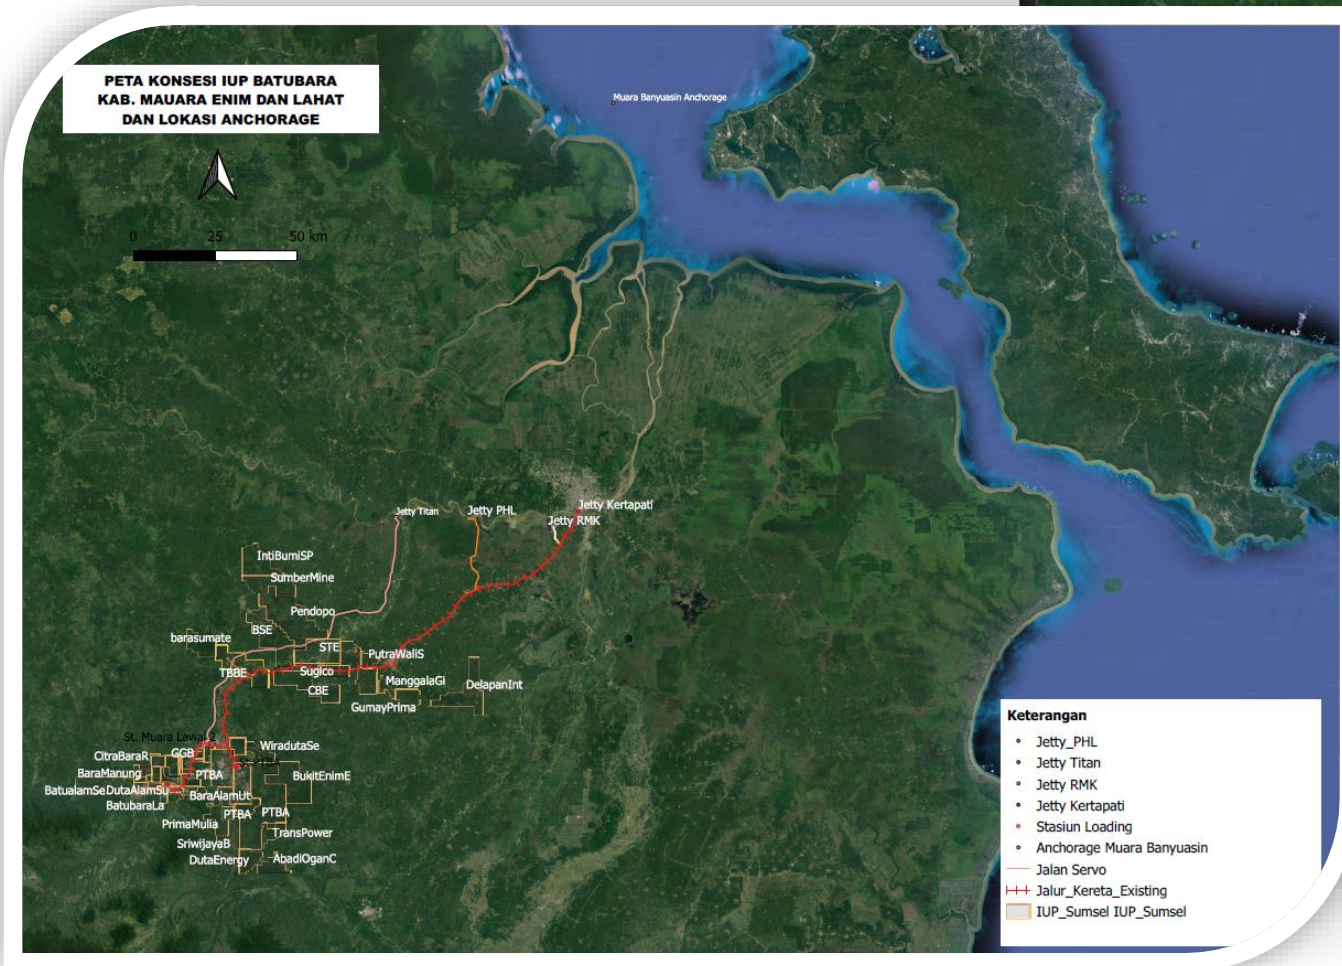 PETA KONSESI IUP BATUBARA
KAB. MAUARA ENIM DAN LAHAT
DAN LOKASI ANCHORAGE
0 25 50 km
Muara Banyuasin Anchorage
Jetty Titan
Jetty PHL
Jetty Kertapati
Jetty RMK
IntiBumiSP
SumberMine
Pendopo
BSE
barasumate
STE
PutraWaliS
TBBE
Sugico
ManggalaGi
DelapanInt
CBE
GumayPrima
St. Muara Lawai 2
WiradutaSe
CitraBaraR
GGB
BaraManung
PTBA
BukitEnimE
BatualamSe
DutaAlamSu
BaraAlamUt
BatubaraLa
PTBA
PTBA
PrimaMulia
TransPower
SriwijayaB
DutaEnergy
AbadiOganC
Keterangan
Jetty_PHL
Jetty Titan
Jetty RMK
Jetty Kertapati
Stasiun Loading
Anchorage Muara Banyuasin
Jalan Servo
Jalur_Kereta_Existing
IUP_Sumsel IUP_Sumsel